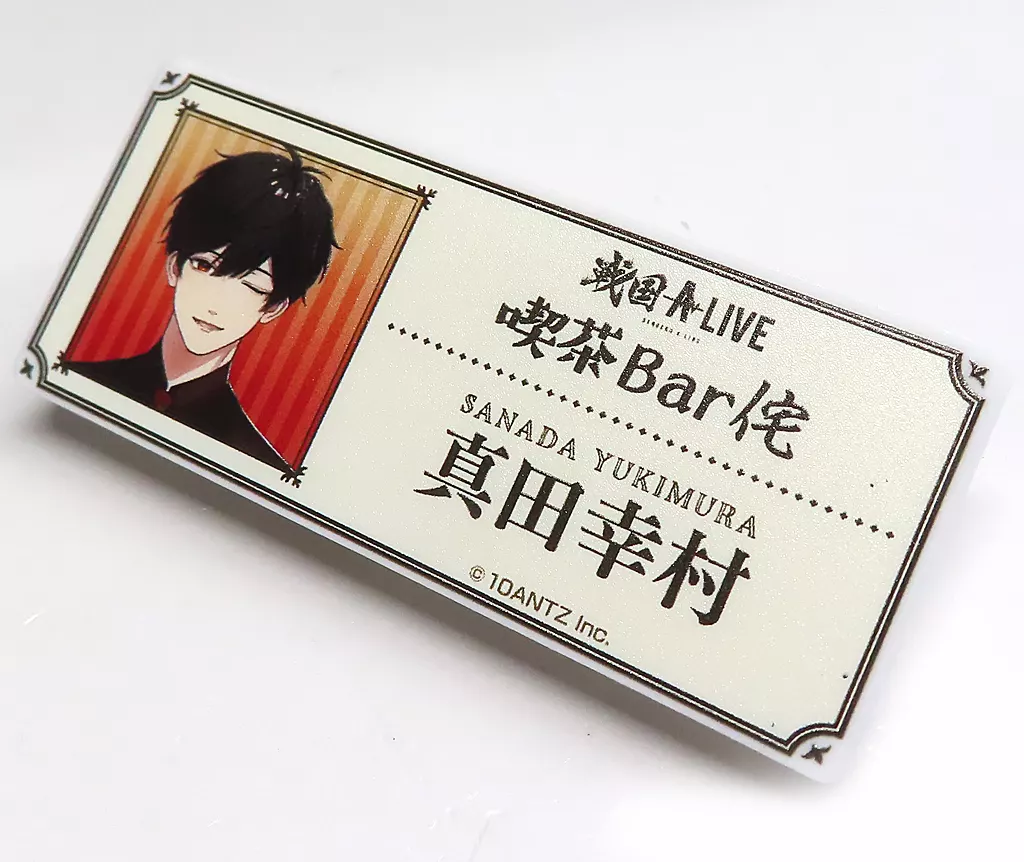 戦国A-LIVE
SENGOKU A LIVE
喫茶Bar侘
SANADA YUKIMURA
真田幸村
©10ANTZ Inc.